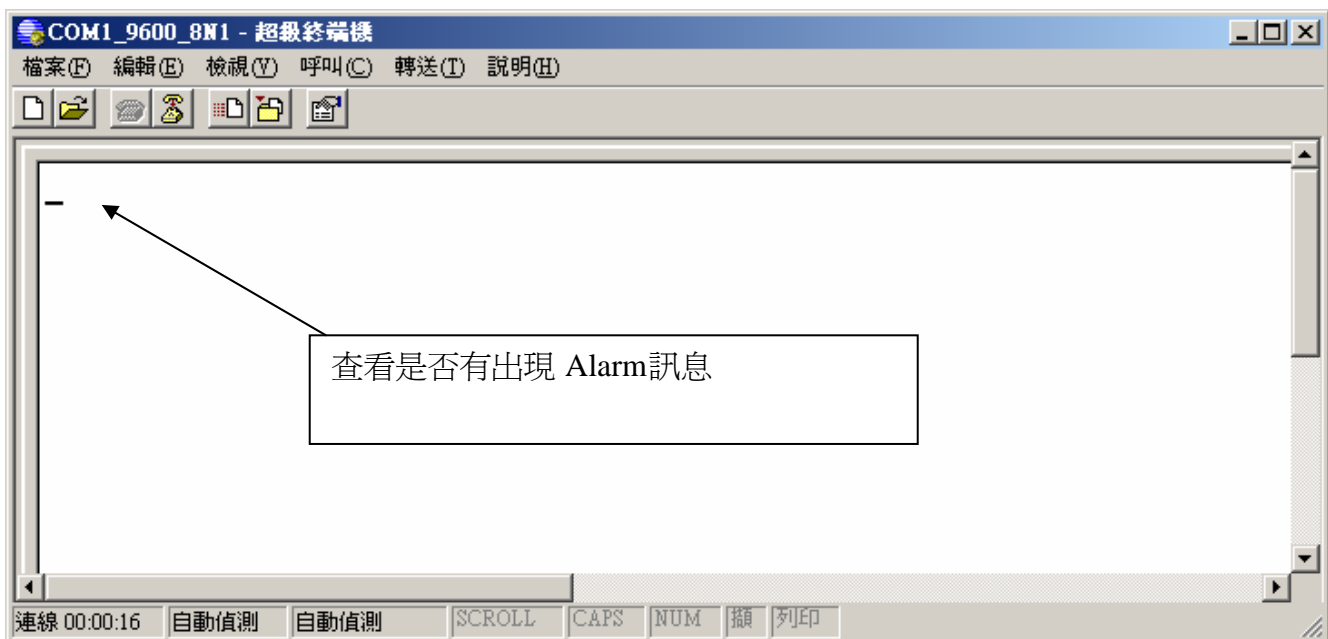 COM1_9600_8N1 - 超級終端機
檔案(F) 編輯(E) 檢視(V) 呼叫(C) 轉送(T) 說明(H)
查看是否有出現 Alarm訊息
連線 00:00:16 自動偵測 自動偵測 SCROLL CAPS NUM 擷 列印